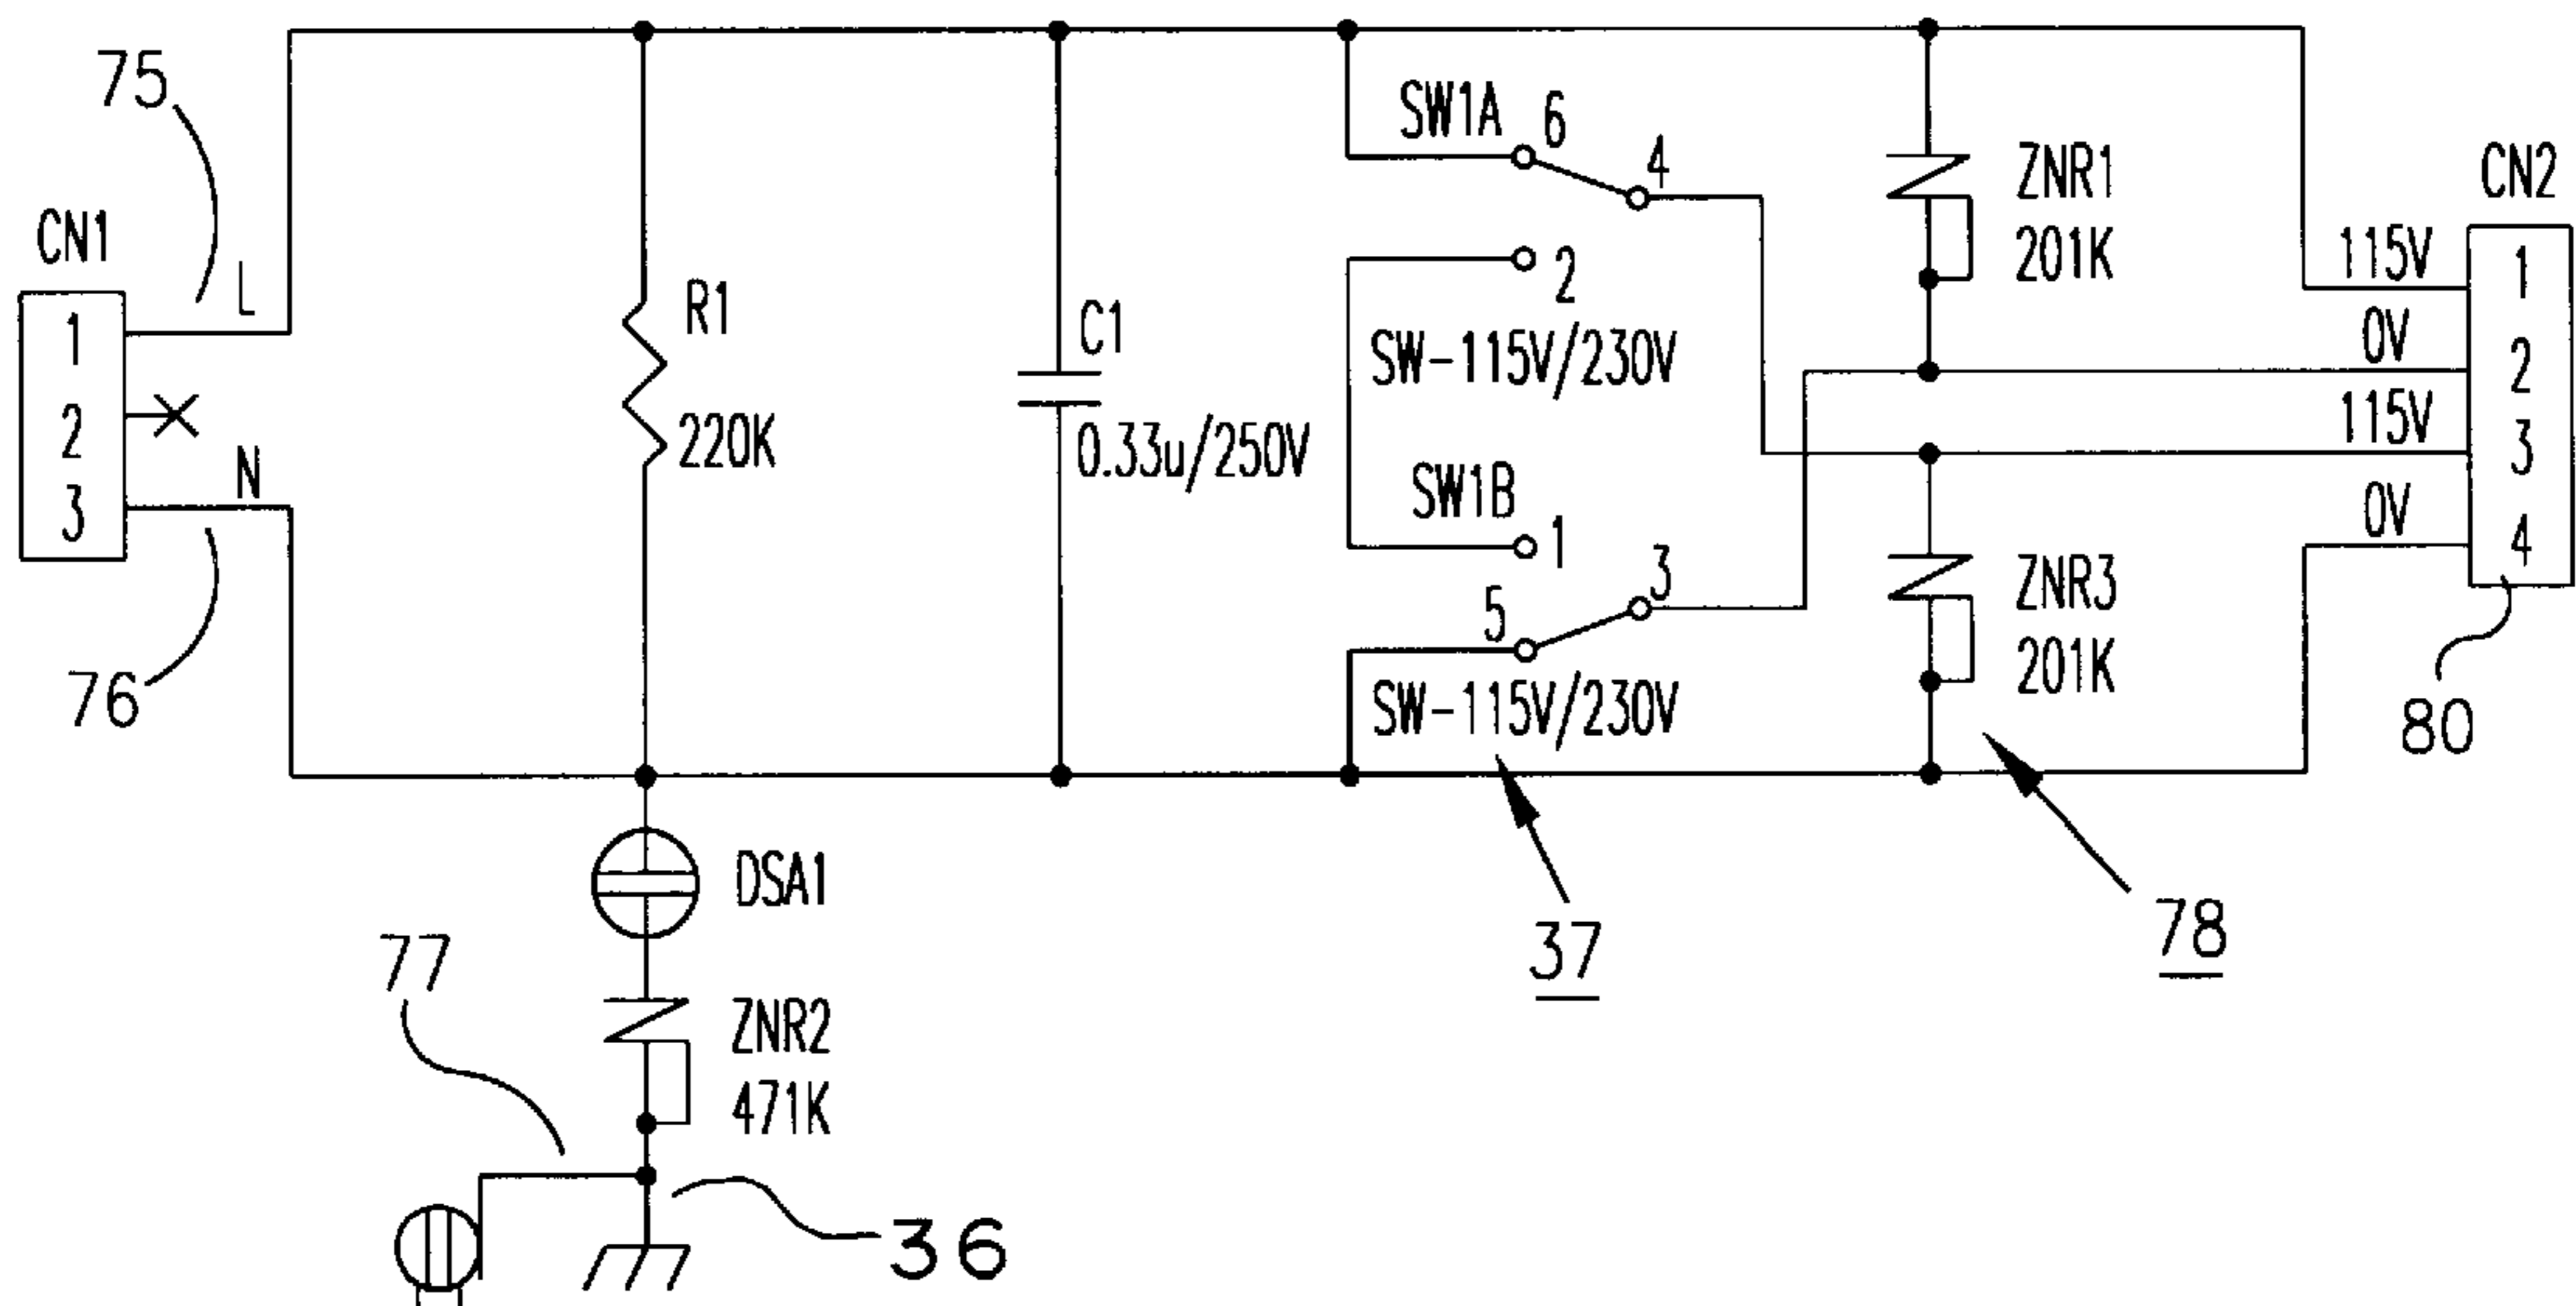 75
CN1
L
1
2
3
N
76
R1
220K
C1
0.33u/250V
SW1A
6
4
2
SW-115V/230V
SW1B
1
3
5
SW-115V/230V
37
ZNR1
201K
ZNR3
201K
78
CN2
115V
1
0V
2
115V
3
0V
4
80
DSA1
77
ZNR2
471K
36